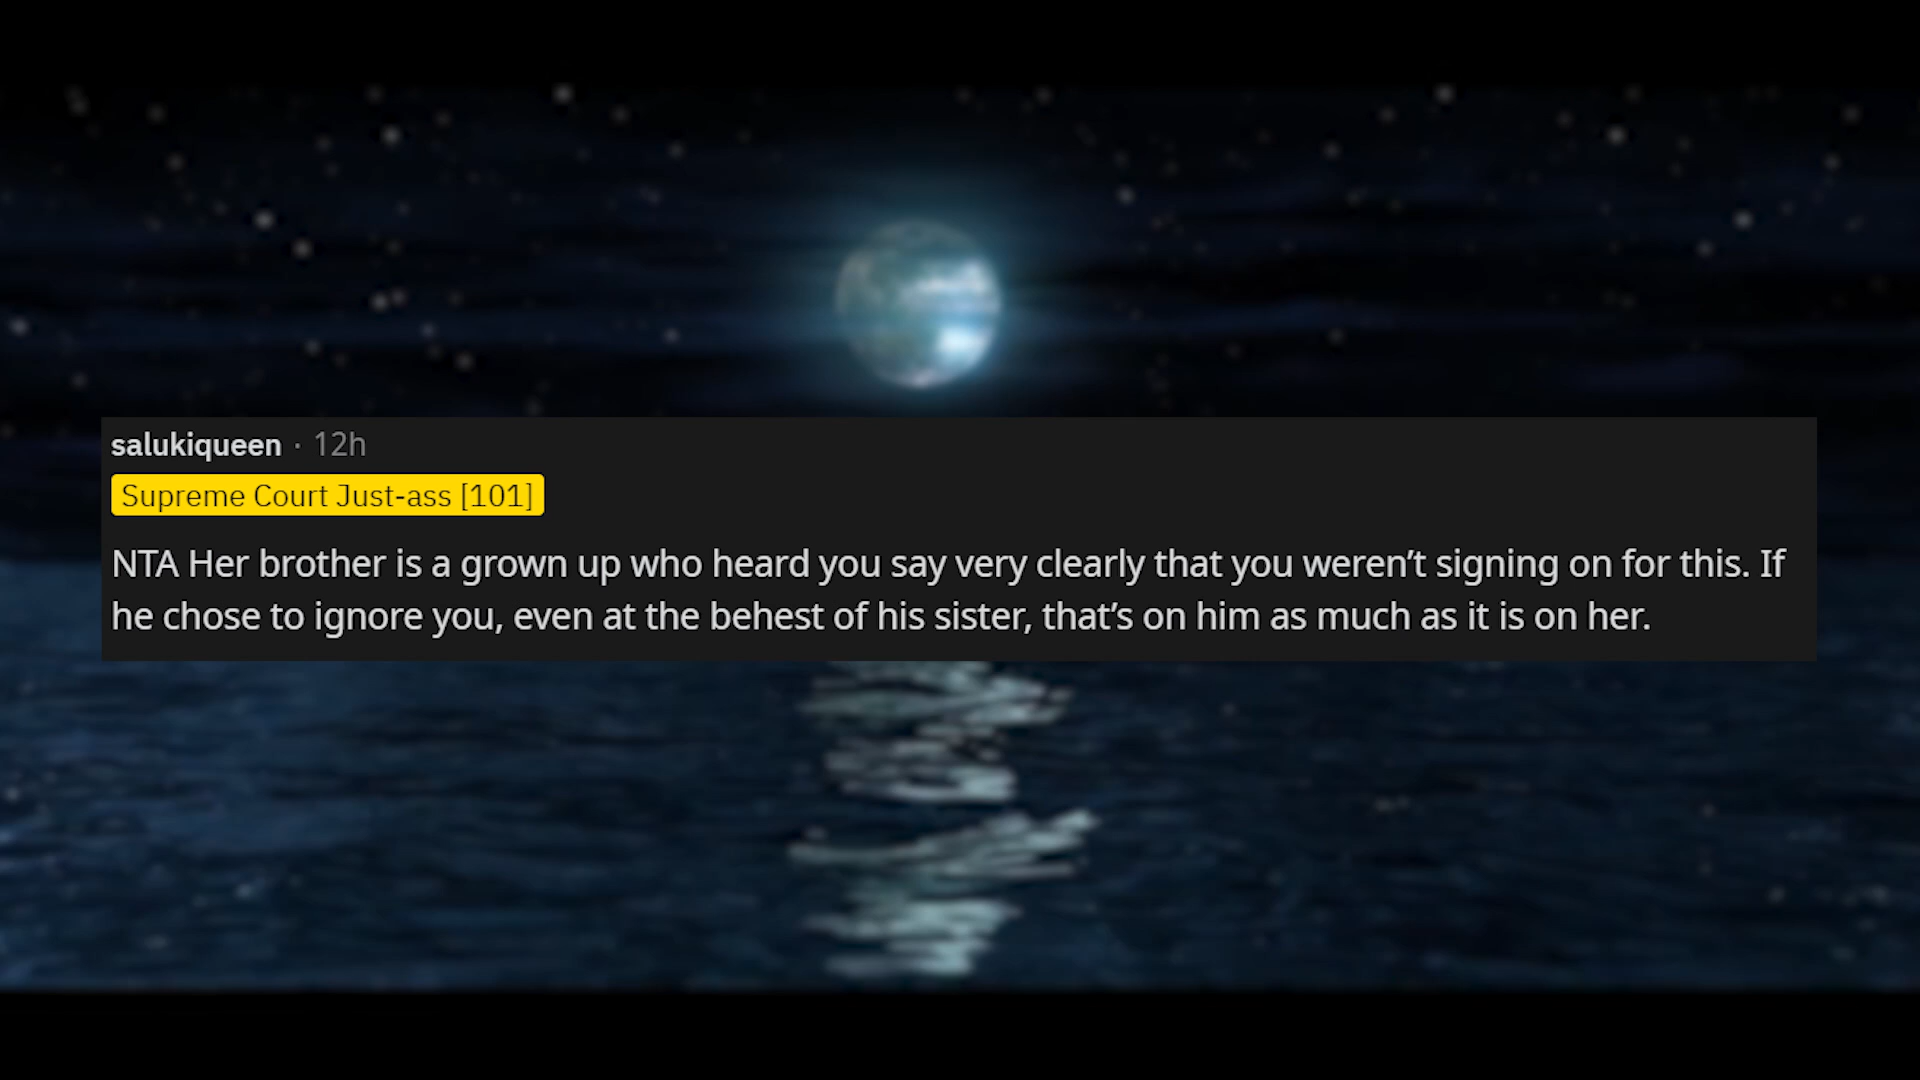 salukiqueen · 12h
Supreme Court Just-ass [101]
NTA Her brother is a grown up who heard you say very clearly that you weren’t signing on for this. If
he chose to ignore you, even at the behest of his sister, that’s on him as much as it is on her.